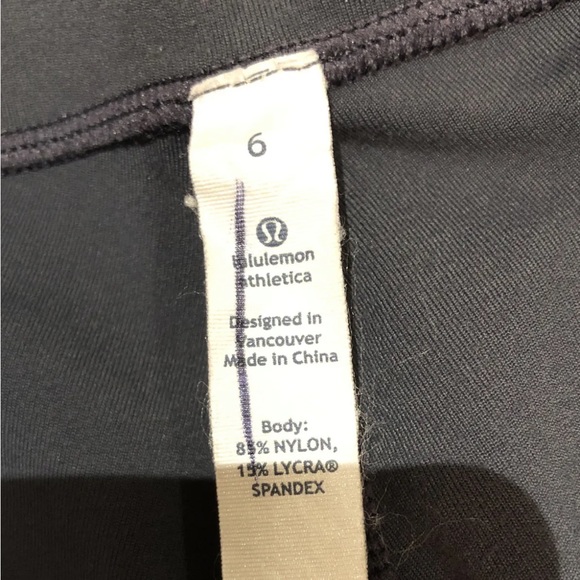 6
lululemon
athletica
Designed in
Vancouver
Made in China
Body:
85% NYLON,
15% LYCRA®
SPANDEX